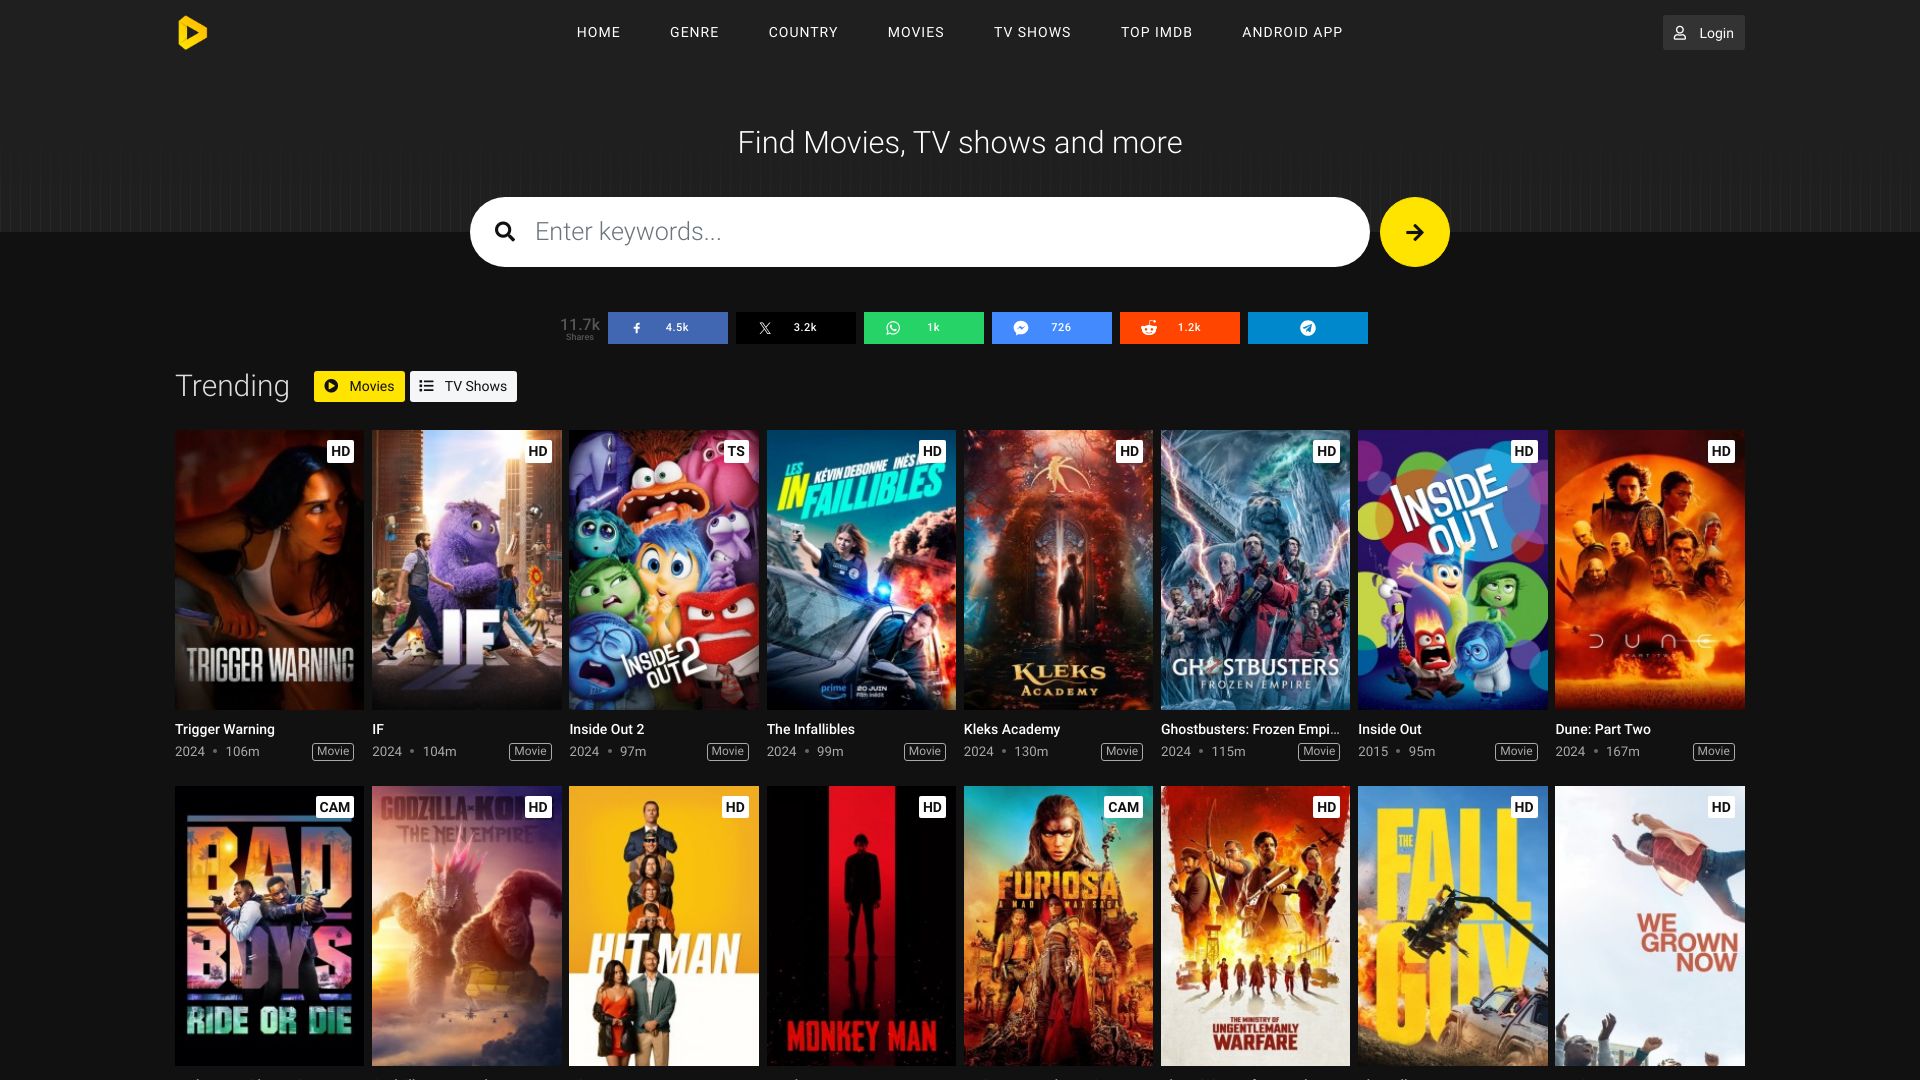 HOME GENRE COUNTRY MOVIES TV SHOWS TOP IMDB ANDROID APP Login
Find Movies, TV shows and more
Enter keywords...
11.7k
Shares
4.5k 3.2k 1k 726 1.2k
Trending Movies TV Shows
HD HD TS HD HD HD HD HD
TRIGGER WARNING
IF
INSIDE OUT 2
LES INFAILLIBLES
KÉVIN DEBONNE
prime 20 JUIN
KLEKS
ACADEMY
GHOSTBUSTERS
FROZEN EMPIRE
INSIDE OUT
DUNE
Trigger Warning IF Inside Out 2 The Infallibles Kleks Academy Ghostbusters: Frozen Empi... Inside Out Dune: Part Two
2024 • 106m Movie 2024 • 104m Movie 2024 • 97m Movie 2024 • 99m Movie 2024 • 130m Movie 2024 • 115m Movie 2015 • 95m Movie 2024 • 167m Movie
CAM HD HD HD CAM HD HD HD
BAD
BOYS
RIDE OR DIE
THE NEW EMPIRE
HIT MAN
MONKEY MAN
FURIOSA
A MAD MAX SAGA
THE MINISTRY OF
UNGENTLEMANLY
WARFARE
THE
FALL
GUY
WE
GROWN
NOW